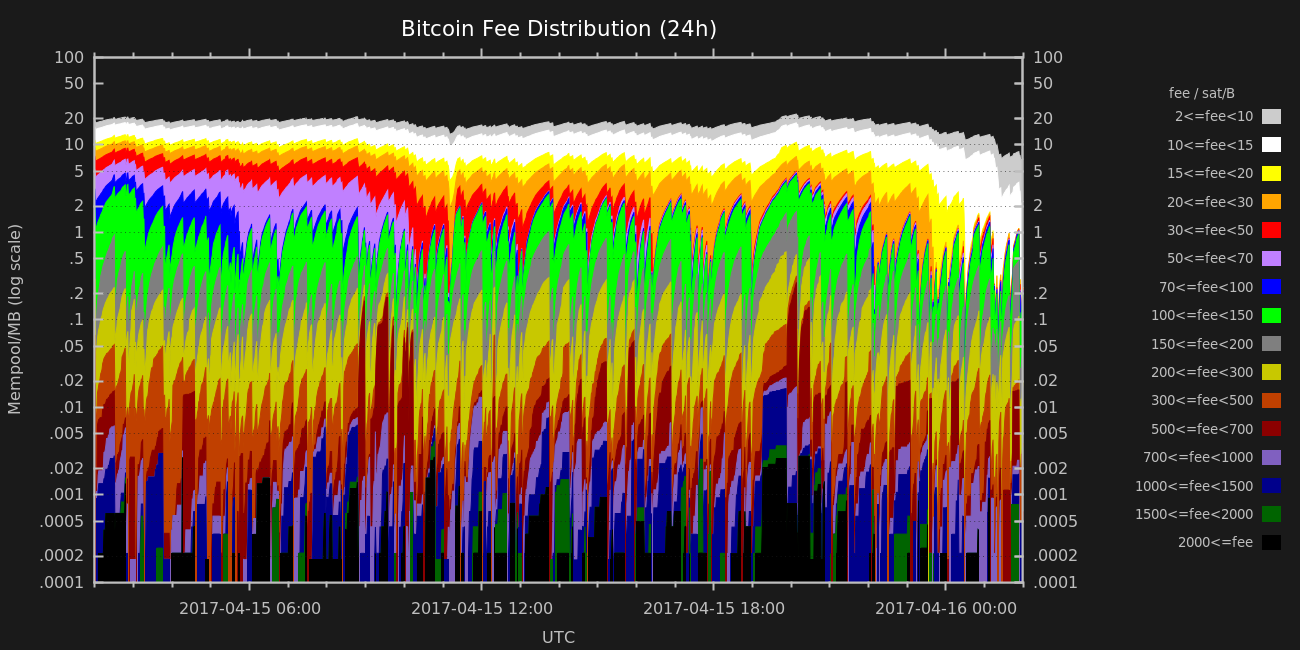 Bitcoin Fee Distribution (24h)
100
50
20
10
5
2
1
.5
.2
.1
.05
.02
.01
.005
.002
.001
.0005
.0002
.0001
Mempool/MB (log scale)
100
50
20
10
5
2
1
.5
.2
.1
.05
.02
.01
.005
.002
.001
.0005
.0002
.0001
2017-04-15 06:00
2017-04-15 12:00
2017-04-15 18:00
2017-04-16 00:00
UTC
fee / sat/B
2<=fee<10
10<=fee<15
15<=fee<20
20<=fee<30
30<=fee<50
50<=fee<70
70<=fee<100
100<=fee<150
150<=fee<200
200<=fee<300
300<=fee<500
500<=fee<700
700<=fee<1000
1000<=fee<1500
1500<=fee<2000
2000<=fee